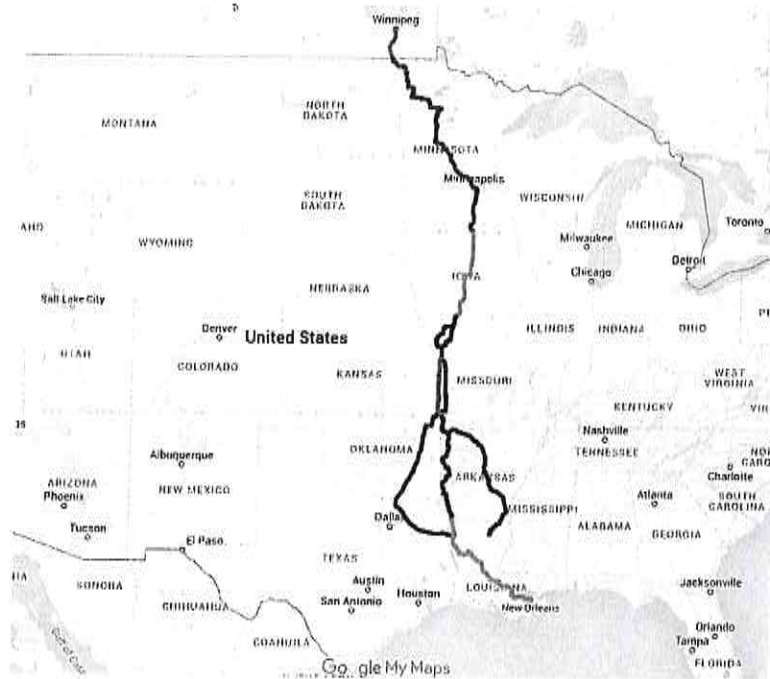 Winnipeg
NORTH
DAKOTA
MONTANA
MINNESOTA
Minneapolis
SOUTH
DAKOTA
WISCONSIN
MICHIGAN
Toronto
WYOMING
Milwaukee
Detroit
IOWA
Chicago
NEBRASKA
Salt Lake City
Denver
United States
ILLINOIS
INDIANA
OHIO
UTAH
COLORADO
KANSAS
MISSOURI
WEST
VIRGINIA
KENTUCKY
Nashville
TENNESSEE
OKLAHOMA
Albuquerque
ARKANSAS
Charlotte
ARIZONA
Phoenix
NEW MEXICO
Atlanta
SOUTH
CAROLINA
MISSISSIPPI
Dallas
Tucson
ALABAMA
GEORGIA
El Paso
TEXAS
Austin
LOUISIANA
Jacksonville
SONORA
CHIHUAHUA
San Antonio
Houston
New Orleans
Orlando
Tampa
COAHUILA
FLORIDA
Google My Maps